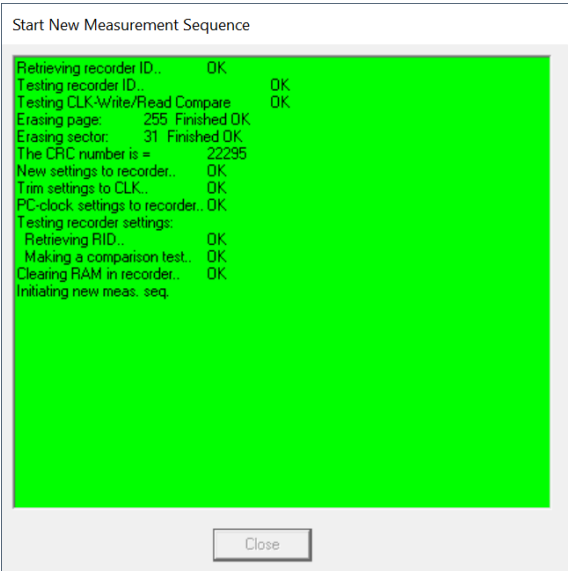 Start New Measurement Sequence
Retrieving recorder ID.. OK
Testing recorder ID.. OK
Testing CLK-Write/Read Compare OK
Erasing page: 255 Finished OK
Erasing sector: 31 Finished OK
The CRC number is = 22295
New settings to recorder.. OK
Trim settings to CLK.. OK
PC-clock settings to recorder.. OK
Testing recorder settings:
Retrieving RID.. OK
Making a comparison test.. OK
Clearing RAM in recorder.. OK
Initiating new meas. seq.
Close